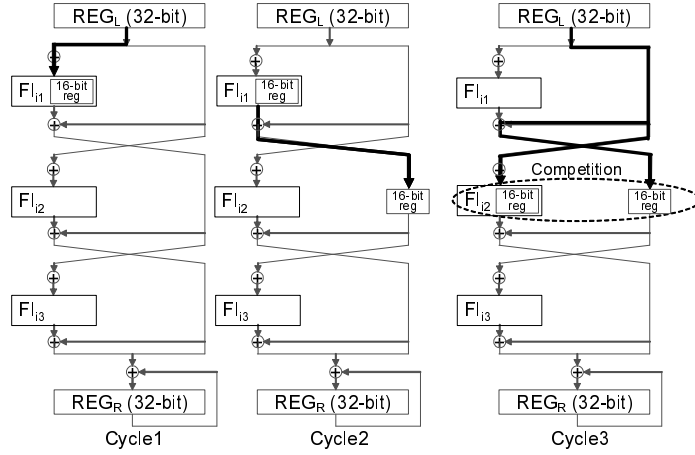 REGL (32-bit)
REGL (32-bit)
REGL (32-bit)
FIi1
16-bit
reg
FIi1
16-bit
reg
FIi1
Competition
FIi2
FIi2
16-bit
reg
FIi2
16-bit
reg
16-bit
reg
FIi3
FIi3
FIi3
REGR (32-bit)
REGR (32-bit)
REGR (32-bit)
Cycle1
Cycle2
Cycle3